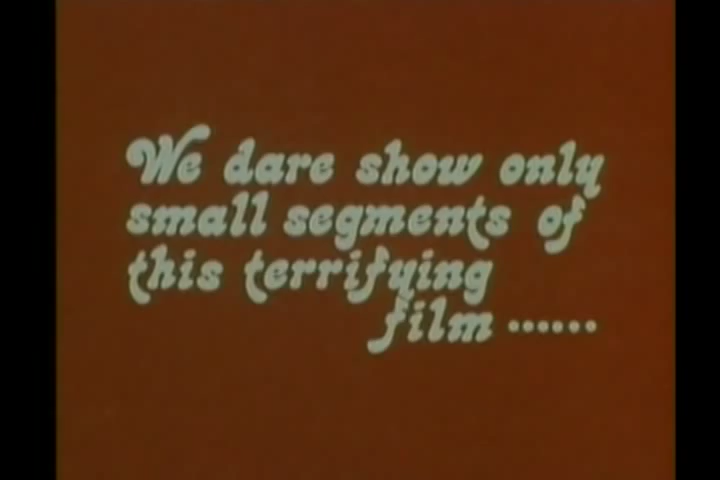 We dare show only
small segments of
this terrifying
film ......